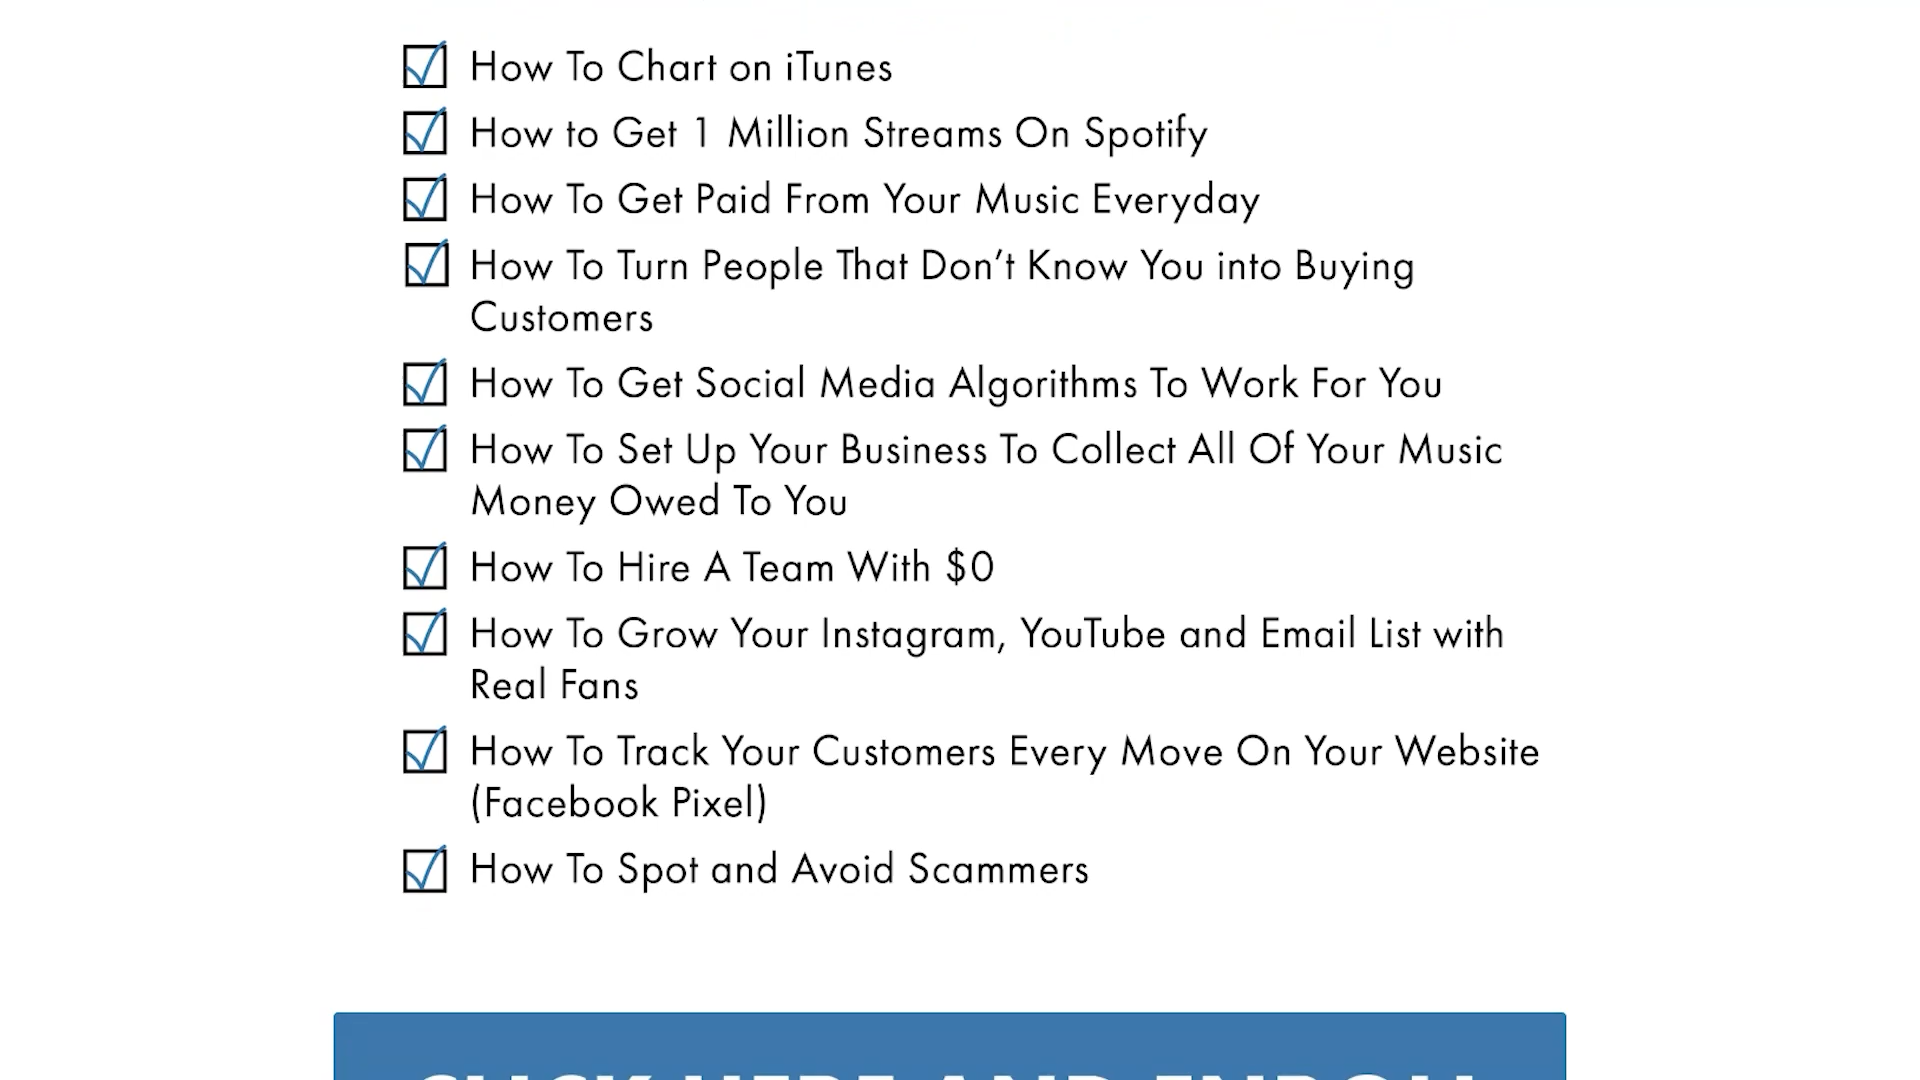 How To Chart on iTunes
How to Get 1 Million Streams On Spotify
How To Get Paid From Your Music Everyday
How To Turn People That Don’t Know You into Buying
Customers
How To Get Social Media Algorithms To Work For You
How To Set Up Your Business To Collect All Of Your Music
Money Owed To You
How To Hire A Team With $0
How To Grow Your Instagram, YouTube and Email List with
Real Fans
How To Track Your Customers Every Move On Your Website
(Facebook Pixel)
How To Spot and Avoid Scammers
CLICK HERE AND ENROLL